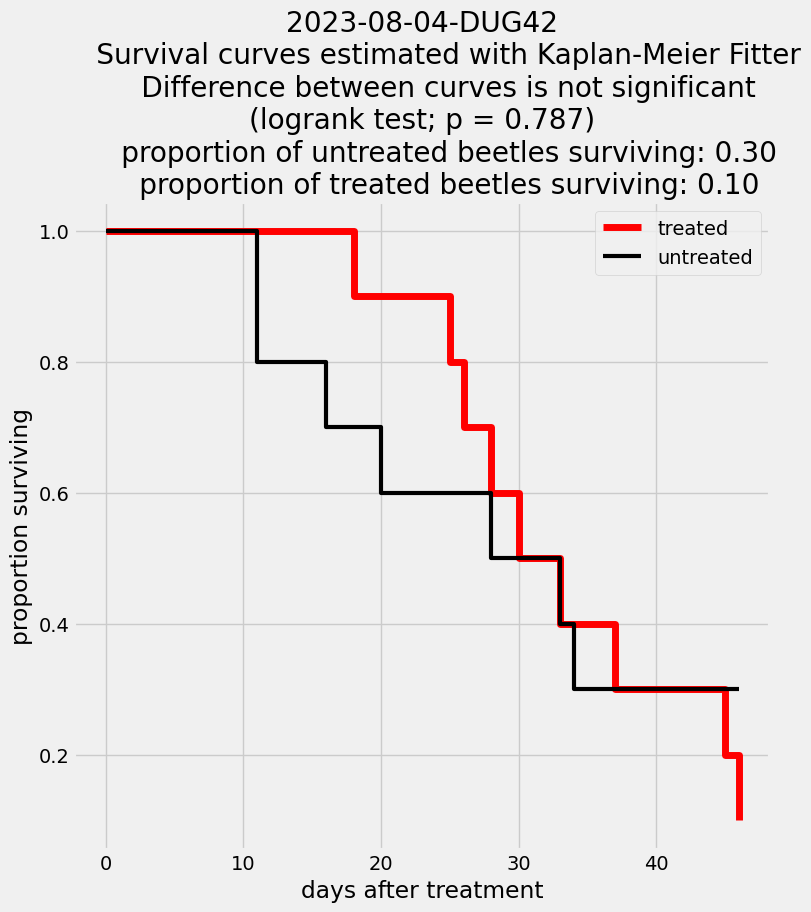 2023-08-04-DUG42
Survival curves estimated with Kaplan-Meier Fitter
Difference between curves is not significant
(logrank test; p = 0.787)
proportion of untreated beetles surviving: 0.30
proportion of treated beetles surviving: 0.10
treated
untreated
1.0
0.8
0.6
0.4
0.2
proportion surviving
0 10 20 30 40
days after treatment